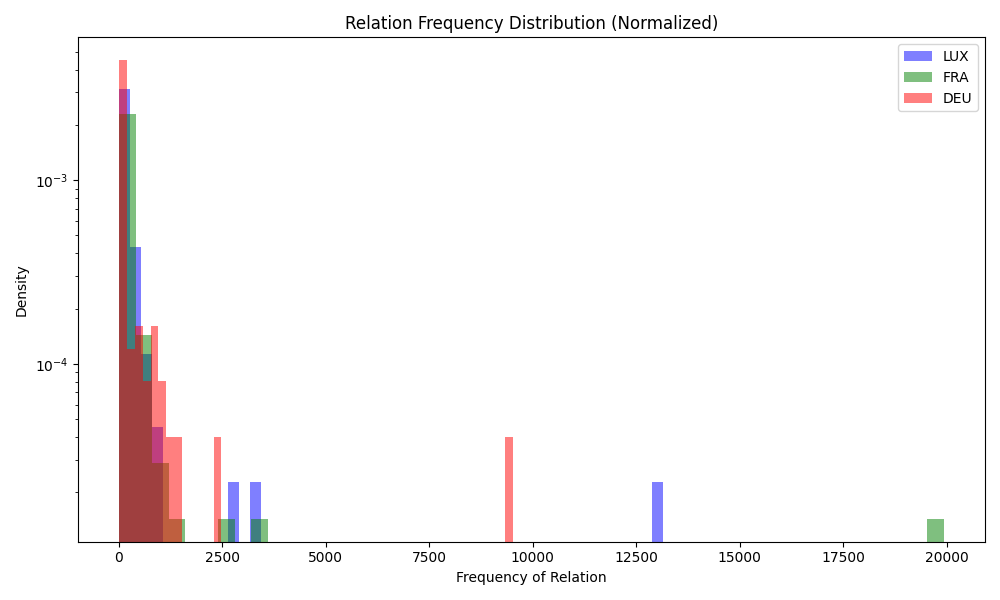 Relation Frequency Distribution (Normalized)
LUX
FRA
DEU
Density
10⁻³
10⁻⁴
0 2500 5000 7500 10000 12500 15000 17500 20000
Frequency of Relation